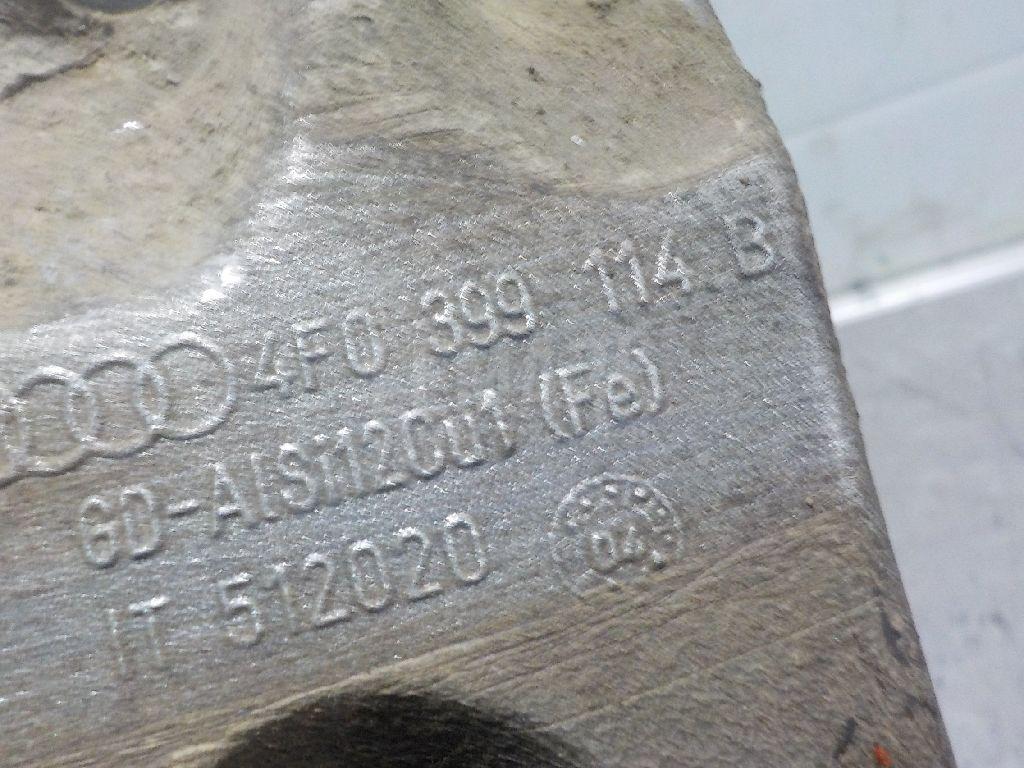 4F0 399 114 B
GD-AlSi12Cu1 (Fe)
IT 512020
04